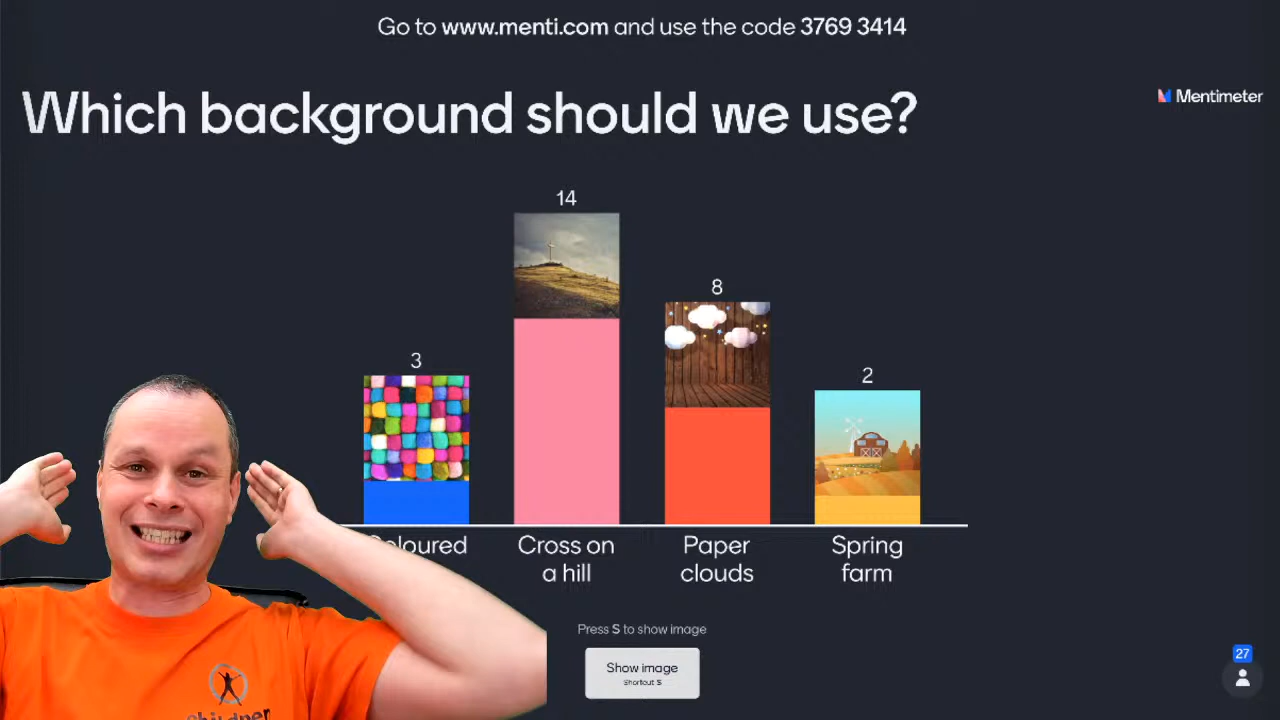 Go to www.menti.com and use the code 3769 3414
Which background should we use?
Mentimeter
14
8
3
2
Cross on
a hill
Paper
clouds
Spring
farm
Press S to show image
Show image
Shortcut S
27